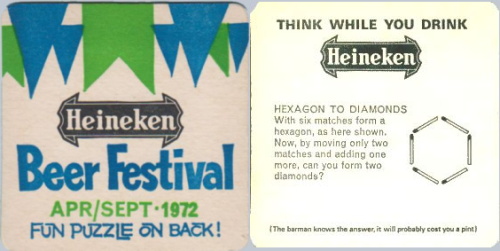 Heineken
Beer Festival
APR/SEPT·1972
FUN PUZZLE ON BACK!
THINK WHILE YOU DRINK
Heineken
HEXAGON TO DIAMONDS
With six matches form a
hexagon, as here shown.
Now, by moving only two
matches and adding one
more, can you form two
diamonds?
(The barman knows the answer, it will probably cost you a pint)